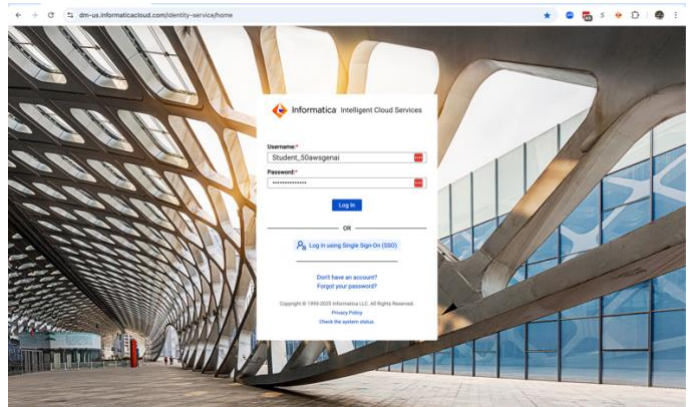 dm-us.informaticacloud.com/identity-service/home
Informatica Intelligent Cloud Services
Username:*
Student_50awsgenai
Password:*
Log In
OR
Log in using Single Sign-On (SSO)
Don't have an account?
Forgot your password?
Copyright © 1993-2025 Informatica LLC. All Rights Reserved.
Privacy Policy
Check the system status.